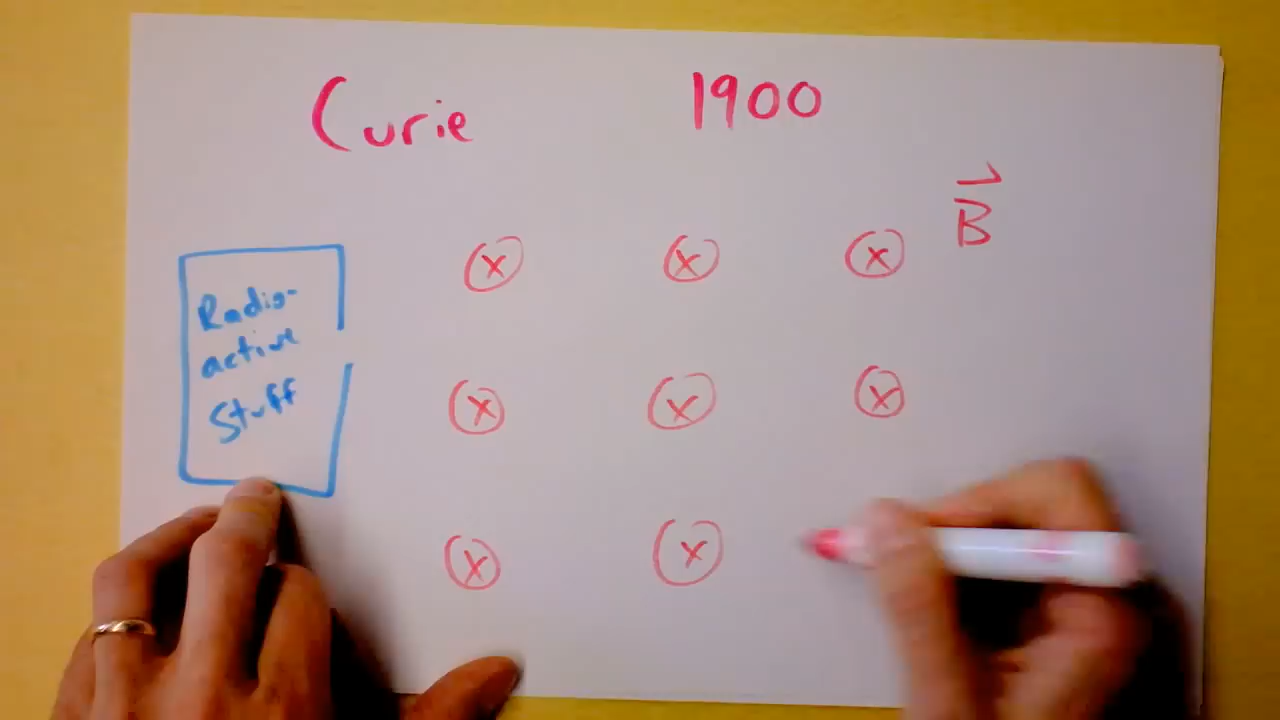 Curie 1900
B
Radio-
active
Stuff
x x x
x x x
x x